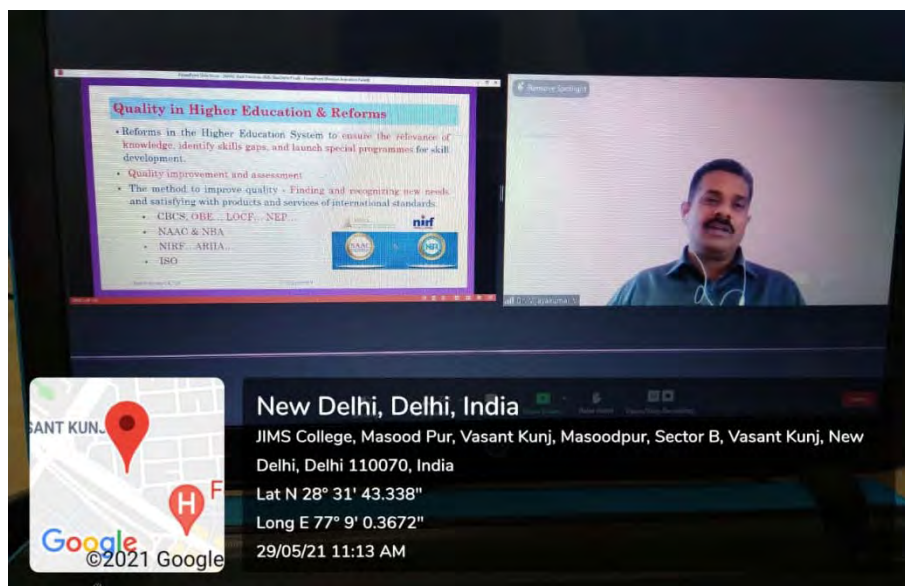 Remove Spotlight
Quality in Higher Education & Reforms
• Reforms in the Higher Education System to ensure the relevance of
knowledge, identify skills gaps, and launch special programmes for skill
development.
• Quality improvement and assessment
• The method to improve quality - Finding and recognizing new needs
and satisfying with products and services of international standards.
• CBCS, OBE... LOCF... NEP...
• NAAC & NBA
• NIRF... ARIIA...
• ISO
nirf
NAAC
NBA
New Delhi, Delhi, India
JIMS College, Masood Pur, Vasant Kunj, Masoodpur, Sector B, Vasant Kunj, New
Delhi, Delhi 110070, India
Lat N 28° 31' 43.338"
Long E 77° 9' 0.3672"
29/05/21 11:13 AM
ANT KUNJ
H F
Google
©2021 Google